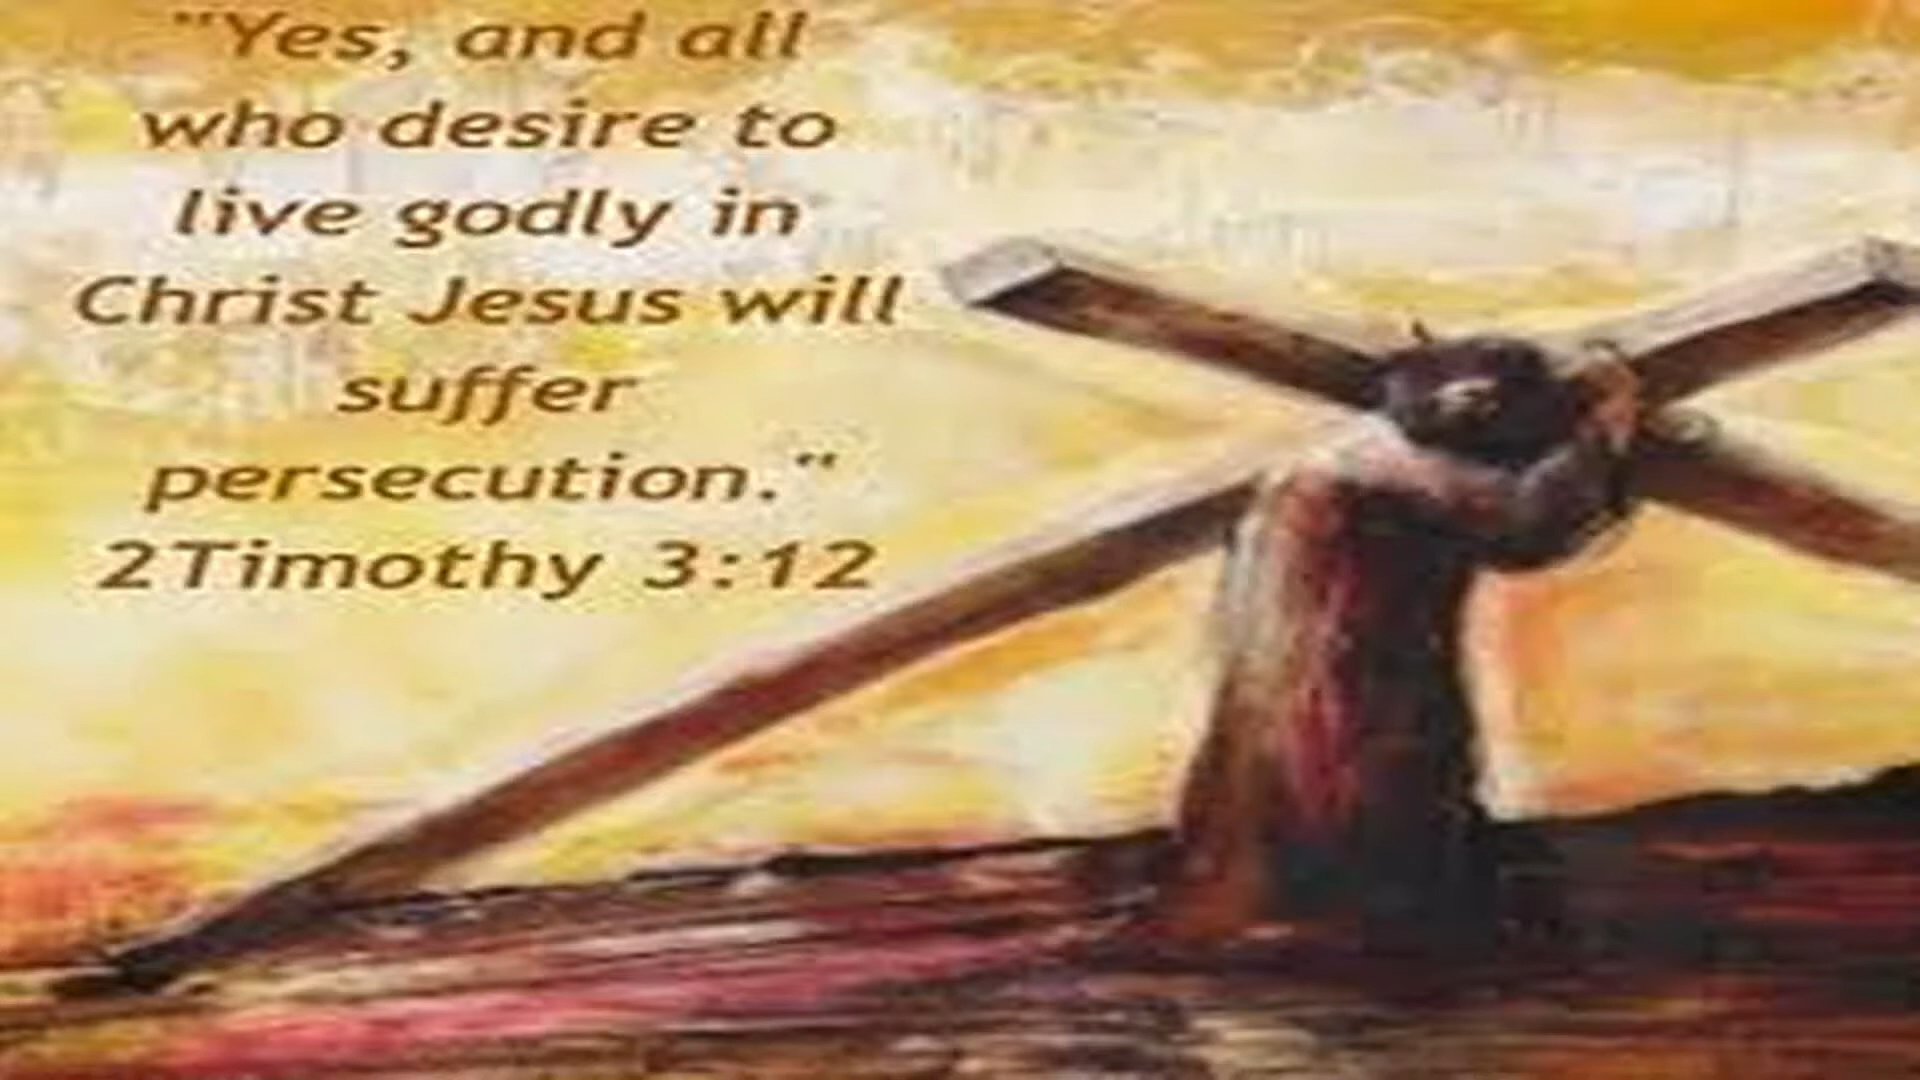 "Yes, and all
who desire to
live godly in
Christ Jesus will
suffer
persecution."
2Timothy 3:12